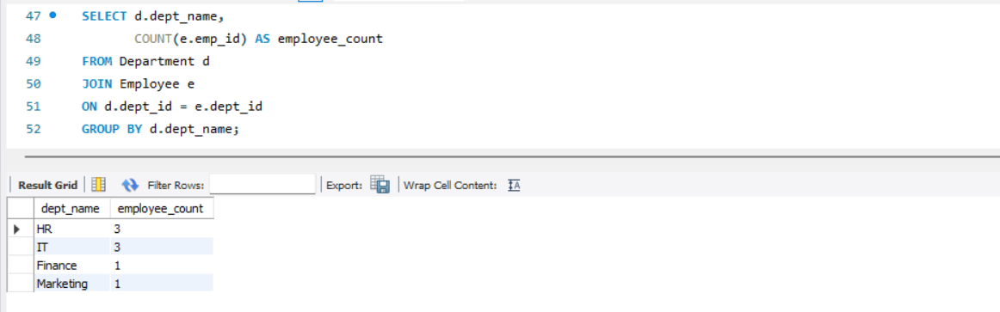 47 SELECT d.dept_name,
48 COUNT(e.emp_id) AS employee_count
49 FROM Department d
50 JOIN Employee e
51 ON d.dept_id = e.dept_id
52 GROUP BY d.dept_name;
Result Grid Filter Rows: Export: Wrap Cell Content: IA
dept_name employee_count
HR 3
IT 3
Finance 1
Marketing 1